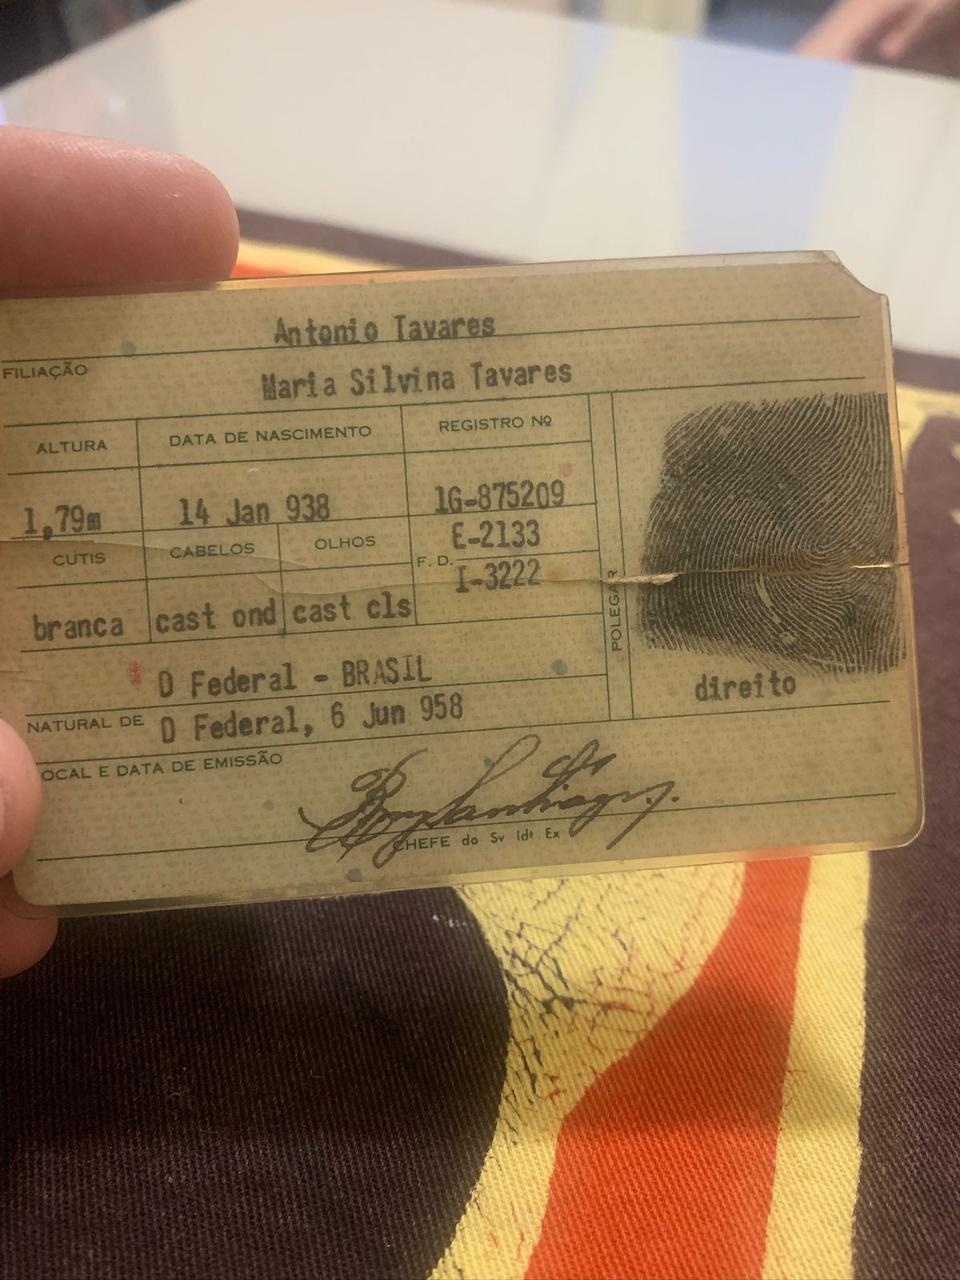 Antonio Tavares
FILIAÇÃO
Maria Silvina Tavares
ALTURA DATA DE NASCIMENTO REGISTRO Nº
1,79m 14 Jan 938 1G-875209
CUTIS CABELOS OLHOS F. D. E-2133
I-3222
branca cast ond cast cls
POLEGAR
direito
D Federal - BRASIL
NATURAL DE
D Federal, 6 Jun 958
OCAL E DATA DE EMISSÃO
CHEFE do Sv Idt Ex